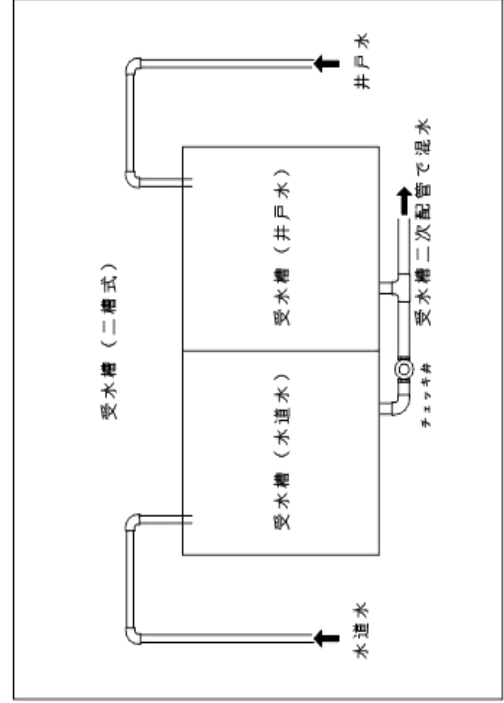 受水槽（二槽式）
水道水
井戸水
受水槽（水道水）
受水槽（井戸水）
チェッキ弁
受水槽二次配管で混水